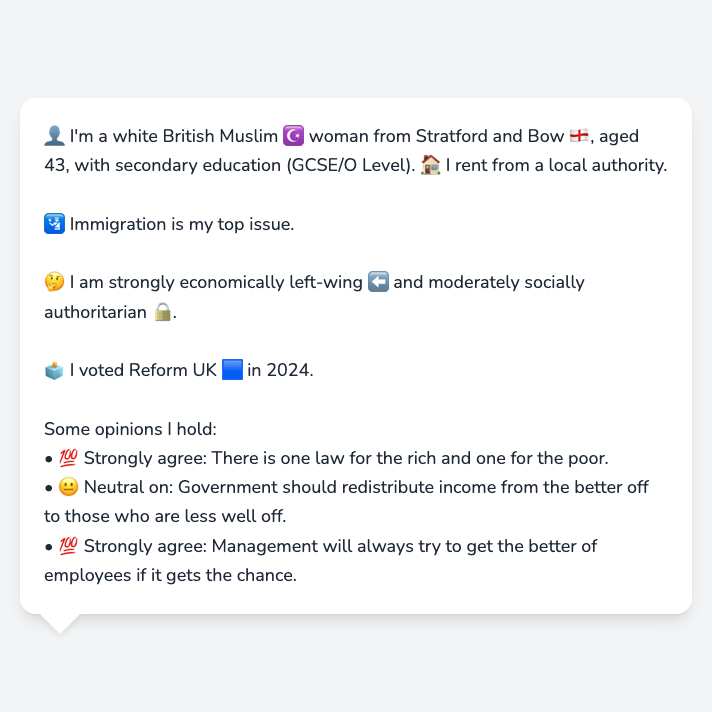 👤 I'm a white British Muslim ☪️ woman from Stratford and Bow 🏴󠁧󠁢󠁥󠁮󠁧󠁿, aged
43, with secondary education (GCSE/O Level). 🏠 I rent from a local authority.
🛂 Immigration is my top issue.
🤔 I am strongly economically left-wing ⬅️ and moderately socially
authoritarian 🔒.
🗳️ I voted Reform UK 🟦 in 2024.
Some opinions I hold:
• 💯 Strongly agree: There is one law for the rich and one for the poor.
• 😐 Neutral on: Government should redistribute income from the better off
to those who are less well off.
• 💯 Strongly agree: Management will always try to get the better of
employees if it gets the chance.